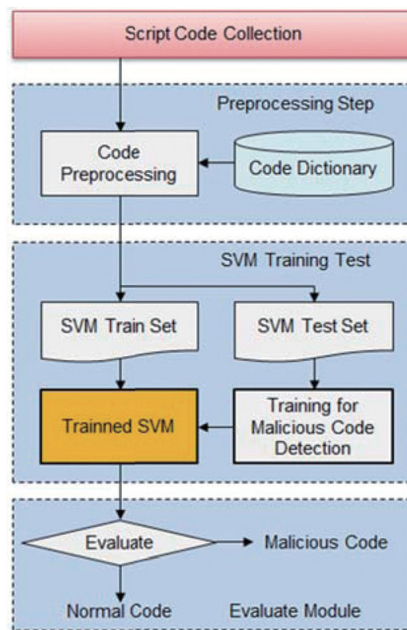 Script Code Collection
Preprocessing Step
Code
Preprocessing
Code Dictionary
SVM Training Test
SVM Train Set
SVM Test Set
Trainned SVM
Training for
Malicious Code
Detection
Evaluate
Malicious Code
Normal Code
Evaluate Module